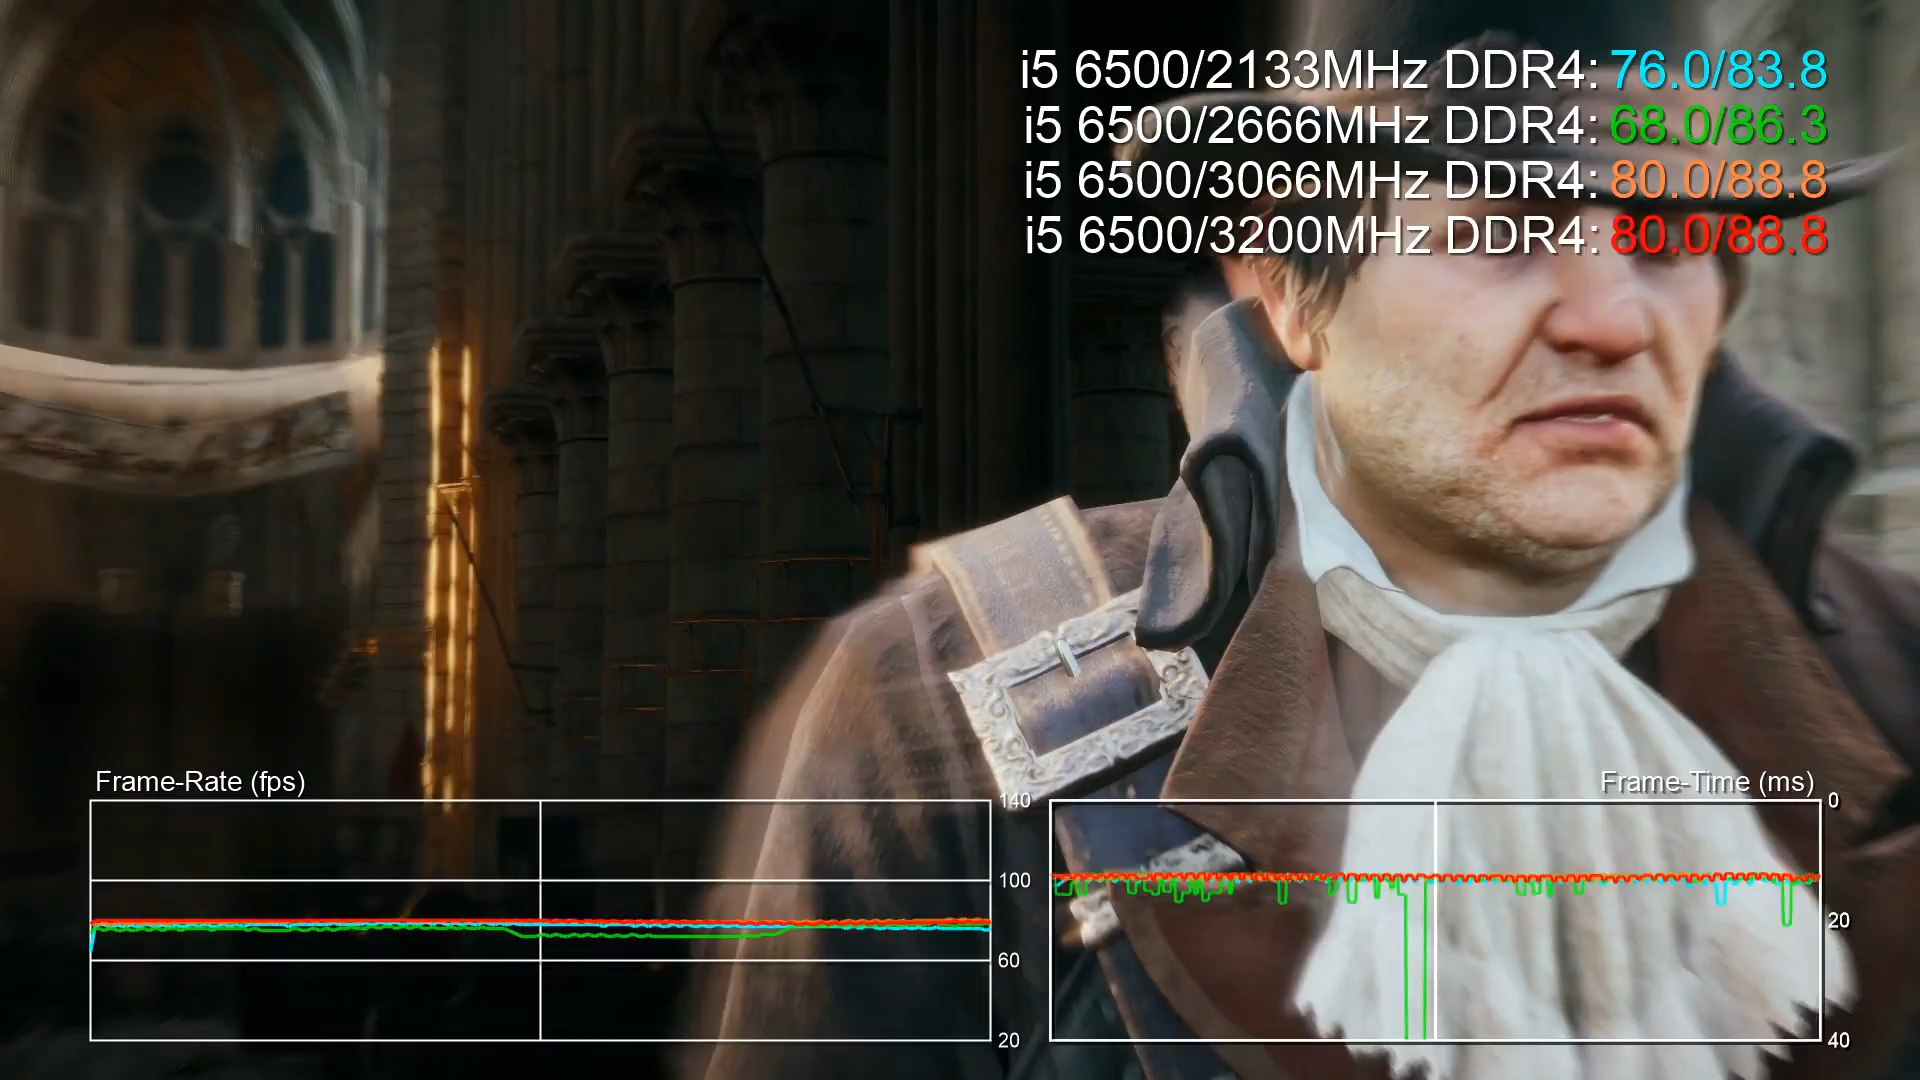 i5 6500/2133MHz DDR4: 76.0/83.8
i5 6500/2666MHz DDR4: 68.0/86.3
i5 6500/3066MHz DDR4: 80.0/88.8
i5 6500/3200MHz DDR4: 80.0/88.8
Frame-Rate (fps)
140
100
60
20
Frame-Time (ms)
0
20
40